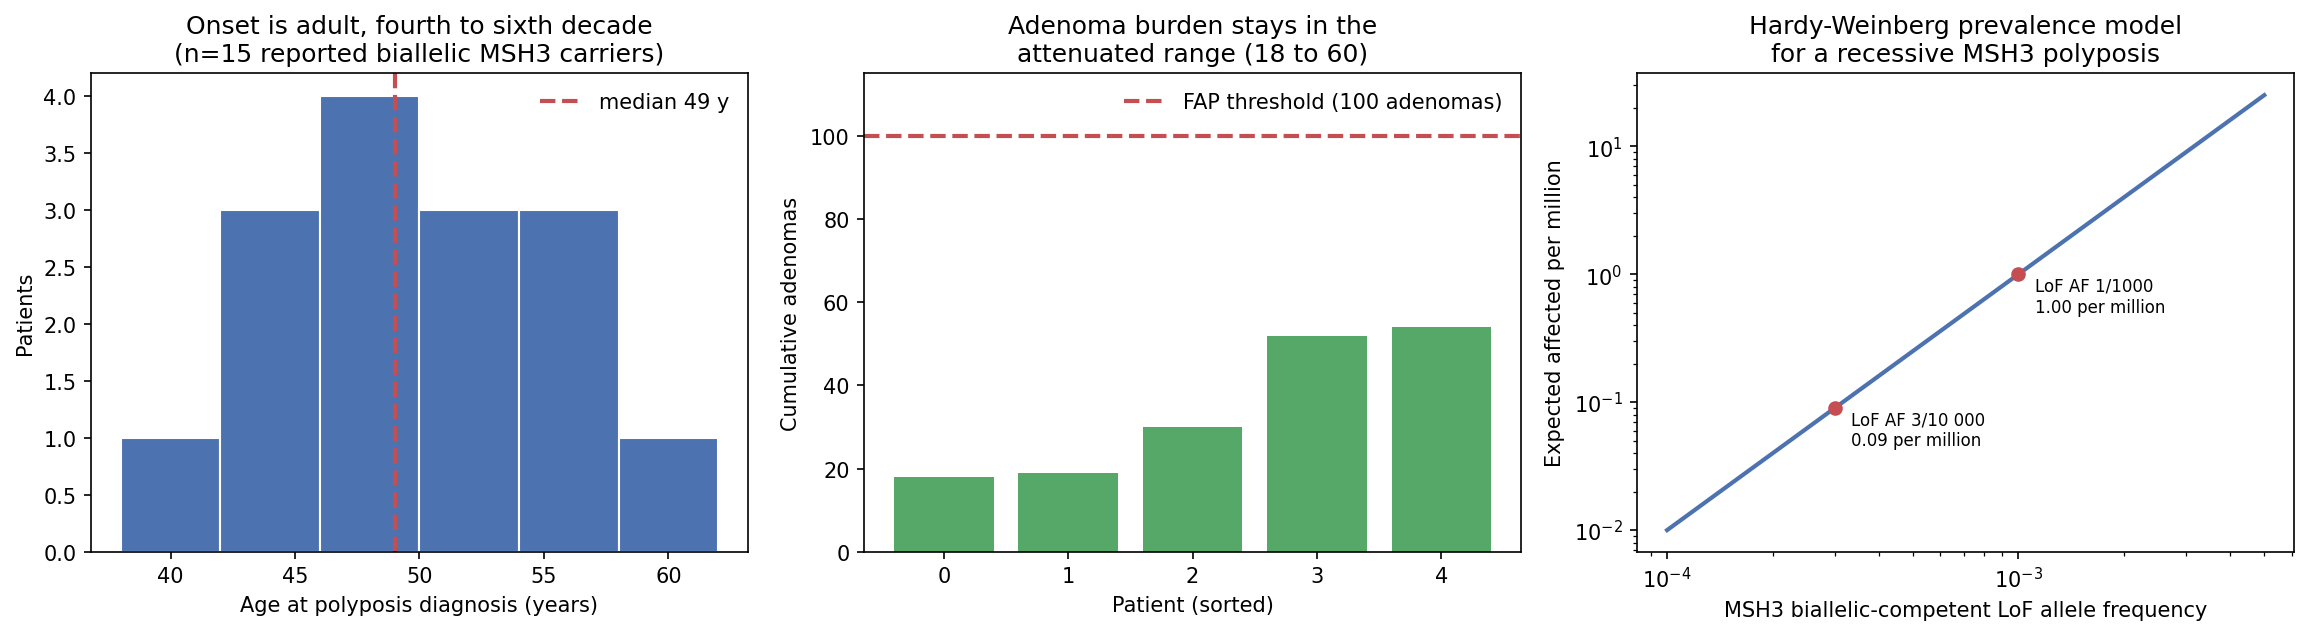 Onset is adult, fourth to sixth decade
(n=15 reported biallelic MSH3 carriers)
median 49 y
4.0
3.5
3.0
2.5
2.0
1.5
1.0
0.5
0.0
Patients
40
45
50
55
60
Age at polyposis diagnosis (years)
Adenoma burden stays in the
attenuated range (18 to 60)
FAP threshold (100 adenomas)
100
80
60
40
20
0
Cumulative adenomas
0
1
2
3
4
Patient (sorted)
Hardy-Weinberg prevalence model
for a recessive MSH3 polyposis
10¹
10⁰
10⁻¹
10⁻²
Expected affected per million
LoF AF 1/1000
1.00 per million
LoF AF 3/10 000
0.09 per million
10⁻⁴
10⁻³
MSH3 biallelic-competent LoF allele frequency